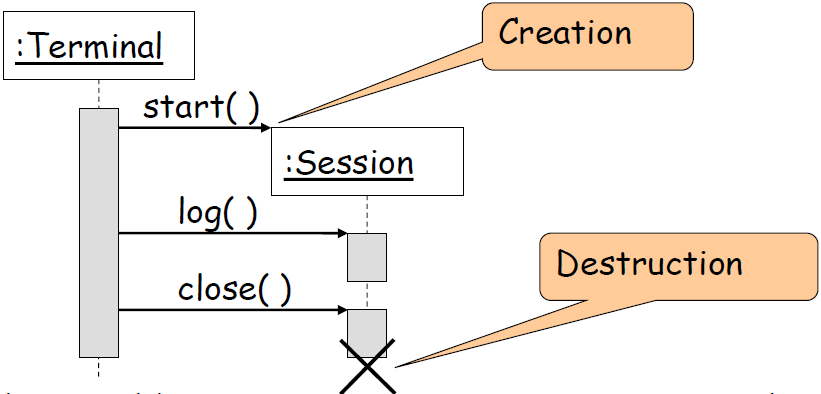 :Terminal
Creation
start( )
:Session
log( )
Destruction
close( )